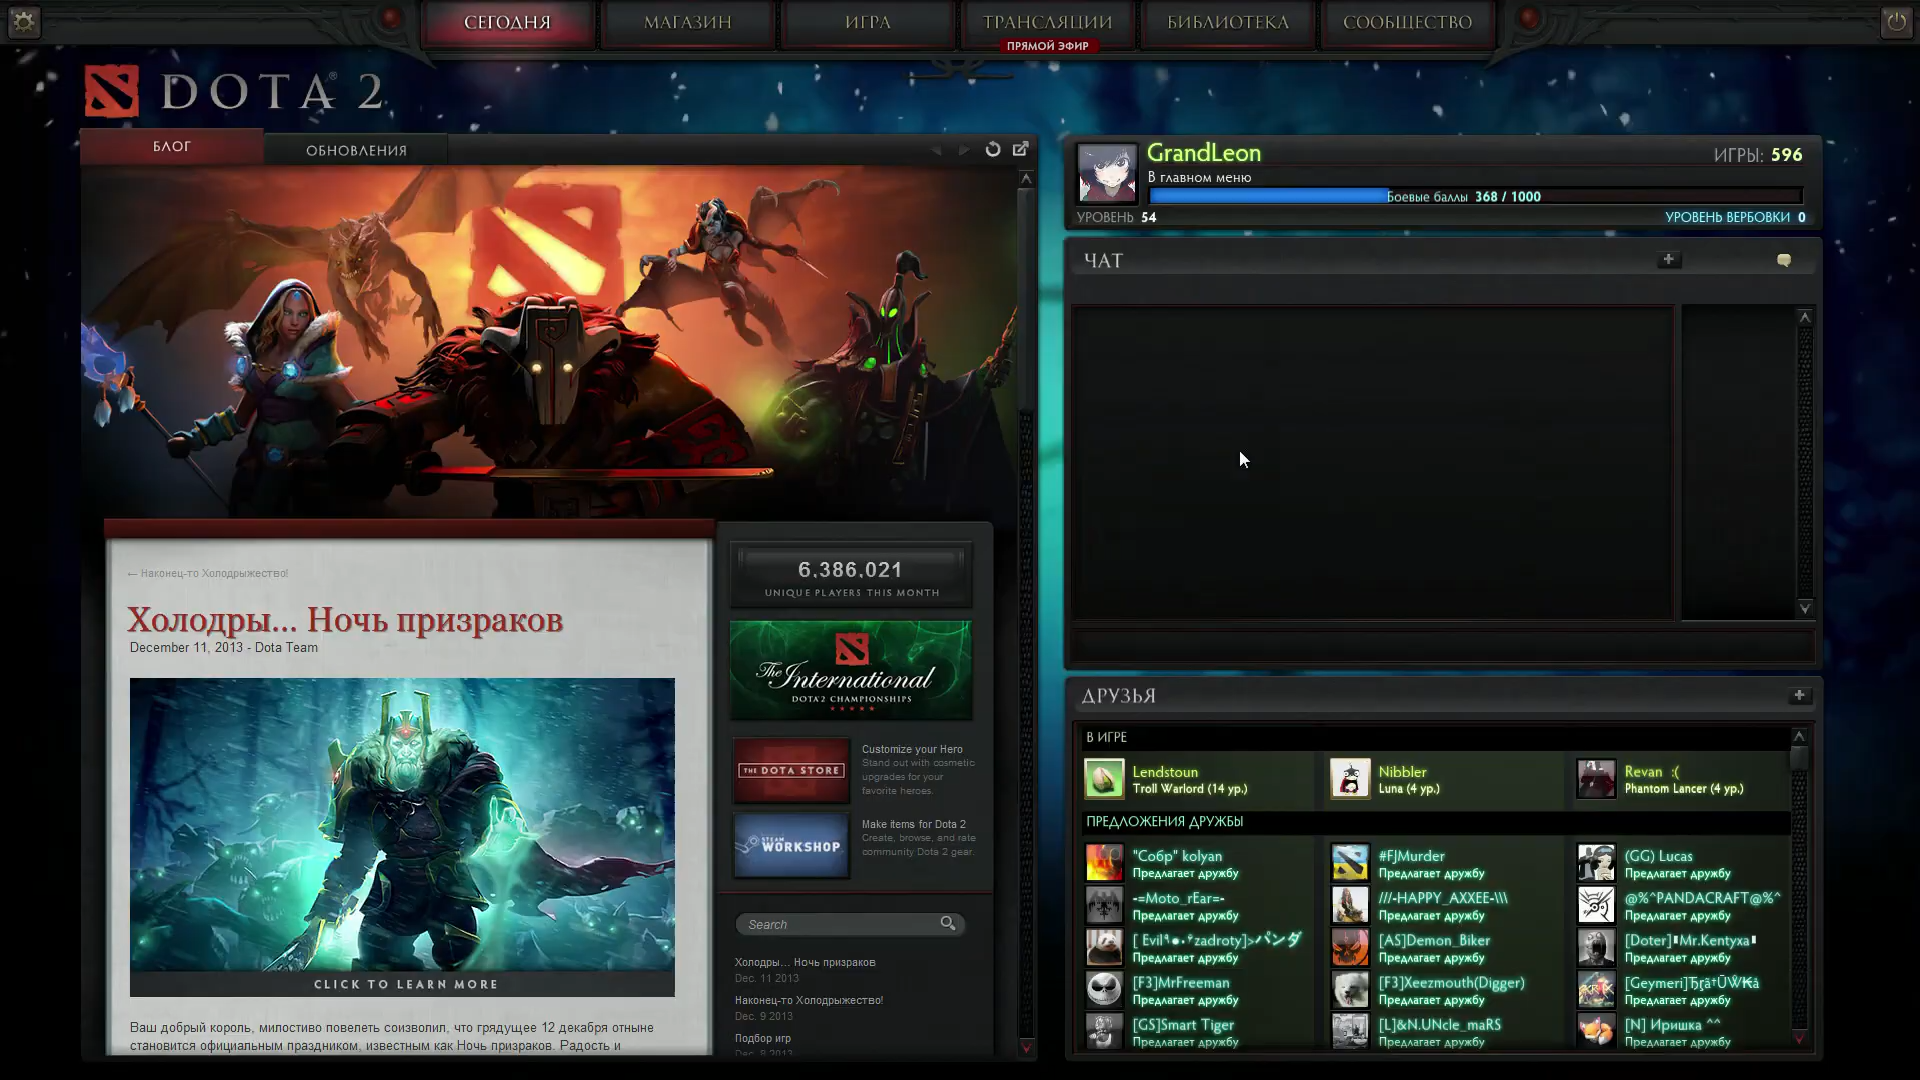 СЕГОДНЯ
МАГАЗИН
ИГРА
ТРАНСЛЯЦИИ
ПРЯМОЙ ЭФИР
БИБЛИОТЕКА
СООБЩЕСТВО
DOTA® 2
БЛОГ
ОБНОВЛЕНИЯ
← Наконец-то Холодрыжество!
Холодры… Ночь призраков
December 11, 2013 - Dota Team
CLICK TO LEARN MORE
Ваш добрый король, милостиво повелеть соизволил, что грядущее 12 декабря отныне
становится официальным праздником, известным как Ночь призраков. Радость и
6,386,021
UNIQUE PLAYERS THIS MONTH
The International
DOTA 2 CHAMPIONSHIPS
THE DOTA STORE
Customize your Hero
Stand out with cosmetic
upgrades for your
favorite heroes.
STEAM
WORKSHOP
Make items for Dota 2
Create, browse, and rate
community Dota 2 gear.
Search
Холодры… Ночь призраков
Dec. 11 2013
Наконец-то Холодрыжество!
Dec. 9 2013
Подбор игр
Dec. 8 2013
GrandLeon
ИГРЫ: 596
В главном меню
Боевые баллы 368 / 1000
УРОВЕНЬ 54
УРОВЕНЬ ВЕРБОВКИ 0
ЧАТ
ДРУЗЬЯ
В ИГРЕ
Lendstoun
Troll Warlord (14 ур.)
Nibbler
Luna (4 ур.)
Revan :(
Phantom Lancer (4 ур.)
ПРЕДЛОЖЕНИЯ ДРУЖБЫ
"Собр" kolyan
Предлагает дружбу
#FJMurder
Предлагает дружбу
(GG) Lucas
Предлагает дружбу
-=Moto_rEar=-
Предлагает дружбу
///-HAPPY_AXXEE-\\\
Предлагает дружбу
@%^PANDACRAFT@%^
Предлагает дружбу
Предлагает дружбу
[AS]Demon_Biker
Предлагает дружбу
[Doter]▮Mr.Kentyxa▮
Предлагает дружбу
[F3]MrFreeman
Предлагает дружбу
[F3]Xeezmouth(Digger)
Предлагает дружбу
Предлагает дружбу
[GS]Smart Tiger
Предлагает дружбу
[L]&N.UNcle_maRS
Предлагает дружбу
[N] Иришка ^^
Предлагает дружбу